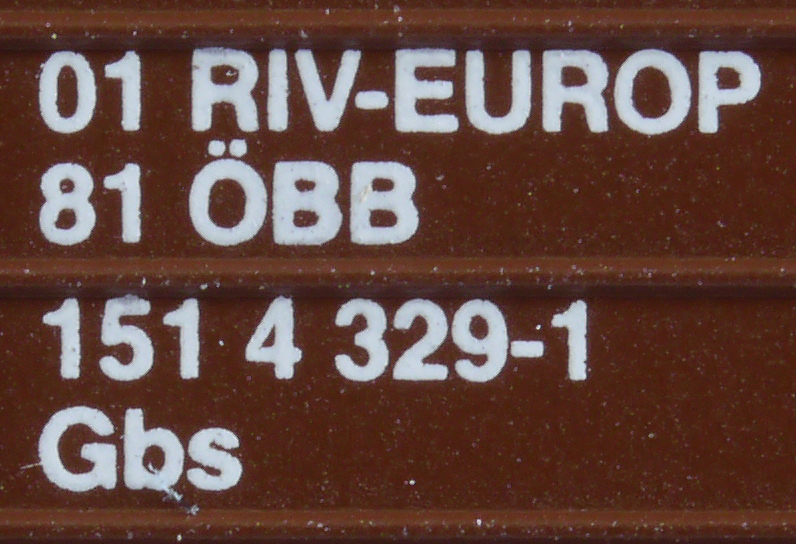 01 RIV-EUROP
81 ÖBB
151 4 329-1
Gbs